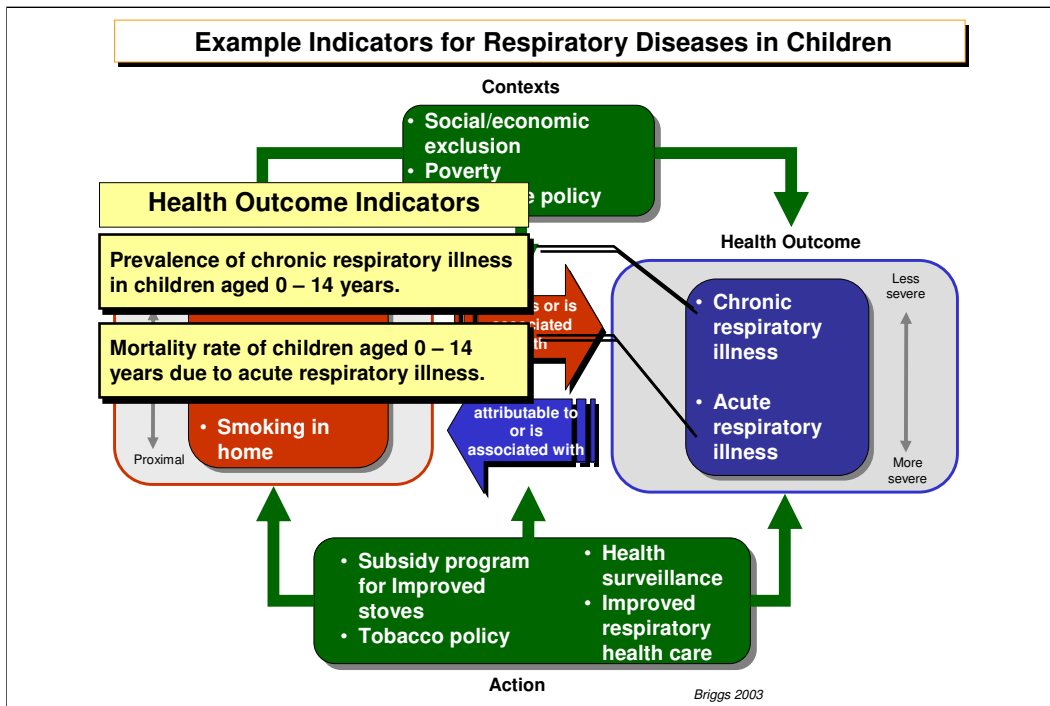 Example Indicators for Respiratory Diseases in Children
Contexts
• Social/economic
exclusion
• Poverty
policy
Health Outcome Indicators
Prevalence of chronic respiratory illness
in children aged 0 – 14 years.
Mortality rate of children aged 0 – 14
years due to acute respiratory illness.
• Smoking in
home
Proximal
or is
associated
attributable to
or is
associated with
Health Outcome
• Chronic
respiratory
illness
• Acute
respiratory
illness
Less
severe
More
severe
• Subsidy program
for Improved
stoves
• Tobacco policy
• Health
surveillance
• Improved
respiratory
health care
Action
Briggs 2003